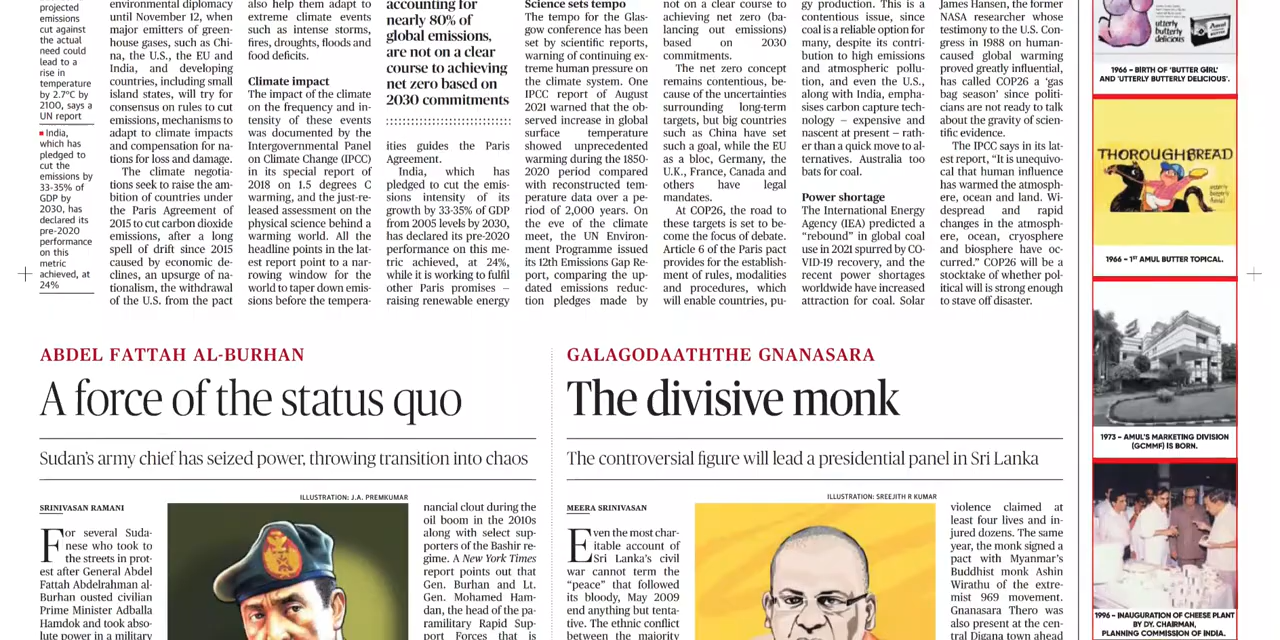 projected
emissions
cut against
the actual
need could
lead to a
rise in
temperature
by 2.7°C by
2100, says a
UN report
India,
which has
pledged to
cut the
emissions by
33-35% of
GDP by
2030, has
declared its
pre-2020
performance
on this
metric
achieved, at
24%
environmental diplomacy
until November 12, when
major emitters of green-
house gases, such as Chi-
na, the U.S., the EU and
India, and developing
countries, including small
island states, will try for
consensus on rules to cut
emissions, mechanisms to
adapt to climate impacts
and compensation for na-
tions for loss and damage.
The climate negotia-
tions seek to raise the am-
bition of countries under
the Paris Agreement of
2015 to cut carbon dioxide
emissions, after a long
spell of drift since 2015
caused by economic de-
clines, an upsurge of na-
tionalism, the withdrawal
of the U.S. from the pact
also help them adapt to
extreme climate events
such as intense storms,
fires, droughts, floods and
food deficits.
Climate impact
The impact of the climate
on the frequency and in-
tensity of these events
was documented by the
Intergovernmental Panel
on Climate Change (IPCC)
in its special report of
2018 on 1.5 degrees C
warming, and the just-re-
leased assessment on the
physical science behind a
warming world. All the
headline points in the lat-
est report point to a nar-
rowing window for the
world to taper down emis-
sions before the tempera-
accounting for
nearly 80% of
global emissions,
are not on a clear
course to achieving
net zero based on
2030 commitments
ities guides the Paris
Agreement.
India, which has
pledged to cut the emis-
sions intensity of its
growth by 33-35% of GDP
from 2005 levels by 2030,
has declared its pre-2020
performance on this me-
tric achieved, at 24%,
while it is working to fulfil
other Paris promises –
raising renewable energy
Science sets tempo
The tempo for the Glas-
gow conference has been
set by scientific reports,
warning of continuing ex-
treme human pressure on
the climate system. One
IPCC report of August
2021 warned that the ob-
served increase in global
surface temperature
showed unprecedented
warming during the 1850-
2020 period compared
with reconstructed tem-
perature data over a pe-
riod of 2,000 years. On
the eve of the climate
meet, the UN Environ-
ment Programme issued
its 12th Emissions Gap Re-
port, comparing the up-
dated emissions reduc-
tion pledges made by
not on a clear course to
achieving net zero (ba-
lancing out emissions)
based on 2030
commitments.
The net zero concept
remains contentious, be-
cause of the uncertainties
surrounding long-term
targets, but big countries
such as China have set
such a goal, while the EU
as a bloc, Germany, the
U.K., France, Canada and
others have legal
mandates.
At COP26, the road to
these targets is set to be-
come the focus of debate.
Article 6 of the Paris pact
provides for the establish-
ment of rules, modalities
and procedures, which
will enable countries, pu-
gy production. This is a
contentious issue, since
coal is a reliable option for
many, despite its contri-
bution to high emissions
and atmospheric pollu-
tion, and even the U.S.,
along with India, empha-
sises carbon capture tech-
nology – expensive and
nascent at present – rath-
er than a quick move to al-
ternatives. Australia too
bats for coal.
Power shortage
The International Energy
Agency (IEA) predicted a
“rebound” in global coal
use in 2021 spurred by CO-
VID-19 recovery, and the
recent power shortages
worldwide have increased
attraction for coal. Solar
James Hansen, the former
NASA researcher whose
testimony to the U.S. Con-
gress in 1988 on human-
caused global warming
proved greatly influential,
has called COP26 a ‘gas
bag season’ since politi-
cians are not ready to talk
about the gravity of scien-
tific evidence.
The IPCC says in its lat-
est report, “It is unequivo-
cal that human influence
has warmed the atmosph-
ere, ocean and land. Wi-
despread and rapid
changes in the atmosph-
ere, ocean, cryosphere
and biosphere have oc-
curred.” COP26 will be a
stocktake of whether pol-
itical will is strong enough
to stave off disaster.
utterly
butterly
delicious
Amul
1966 – BIRTH OF ‘BUTTER GIRL’
AND ‘UTTERLY BUTTERLY DELICIOUS’.
THOROUGHBREAD
1966 – 1ST AMUL BUTTER TOPICAL.
1973 – AMUL’S MARKETING DIVISION
(GCMMF) IS BORN.
1996 – INAUGURATION OF CHEESE PLANT
BY DY. CHAIRMAN,
PLANNING COMMISSION OF INDIA.
ABDEL FATTAH AL-BURHAN
A force of the status quo
Sudan’s army chief has seized power, throwing transition into chaos
ILLUSTRATION: J.A. PREMKUMAR
SRINIVASAN RAMANI
For several Suda-
nese who took to
the streets in prot-
est after General Abdel
Fattah Abdelrahman al-
Burhan ousted civilian
Prime Minister Adballa
Hamdok and took abso-
lute power in a military
nancial clout during the
oil boom in the 2010s
along with select sup-
porters of the Bashir re-
gime. A New York Times
report points out that
Gen. Burhan and Lt.
Gen. Mohamed Ham-
dan, the head of the pa-
ramilitary Rapid Sup-
port Forces that is
GALAGODAATHTHE GNANASARA
The divisive monk
The controversial figure will lead a presidential panel in Sri Lanka
ILLUSTRATION: SREEJITH R KUMAR
MEERA SRINIVASAN
Even the most char-
itable account of
Sri Lanka’s civil
war cannot term the
“peace” that followed
its bloody, May 2009
end anything but tenta-
tive. The ethnic conflict
between the majority
violence claimed at
least four lives and in-
jured dozens. The same
year, the monk signed a
pact with Myanmar’s
Buddhist monk Ashin
Wirathu of the extre-
mist 969 movement.
Gnanasara Thero was
also present at the cen-
tral Digana town ahead